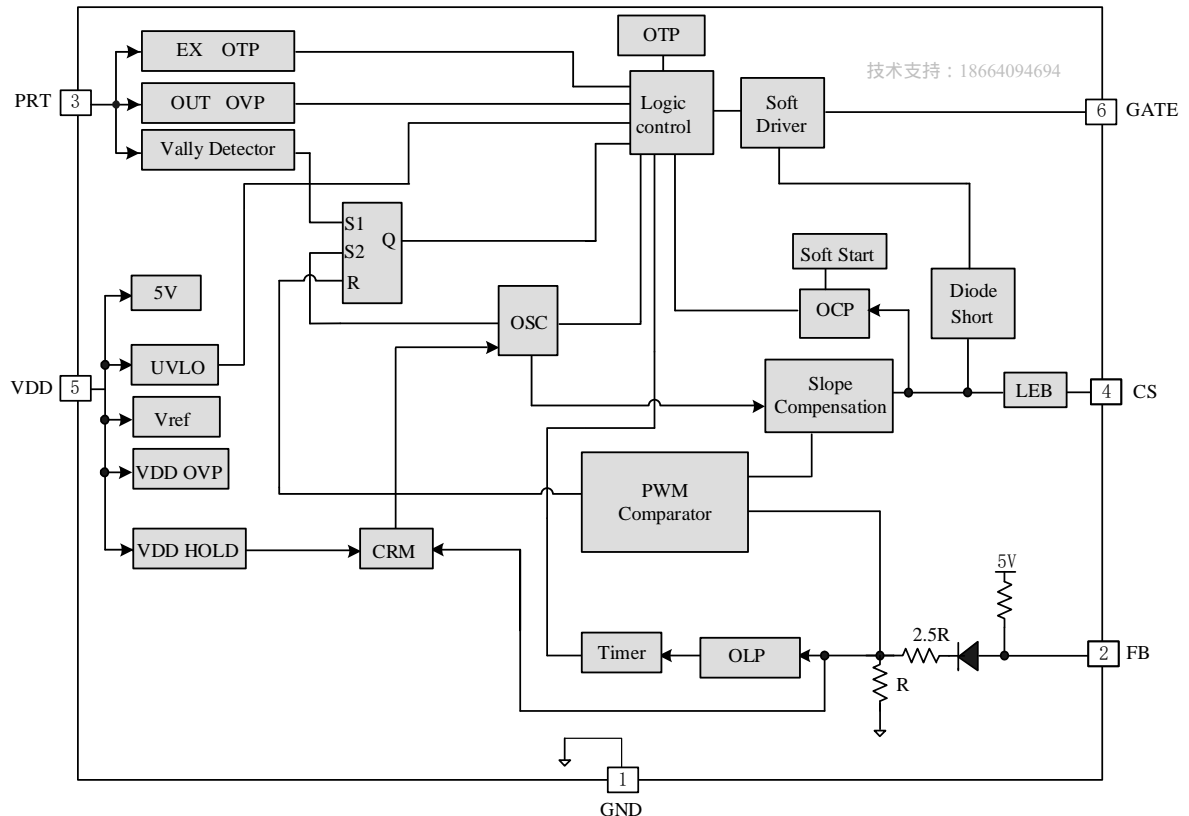 OTP
EX OTP
技术支持：18664094694
PRT
3
OUT OVP
Logic
control
Soft
Driver
6
GATE
Vally Detector
S1
S2
Q
R
Soft Start
5V
OSC
OCP
Diode
Short
VDD
5
UVLO
Slope
Compensation
LEB
4
CS
Vref
VDD OVP
PWM
Comparator
VDD HOLD
CRM
5V
2.5R
Timer
OLP
2
FB
R
1
GND